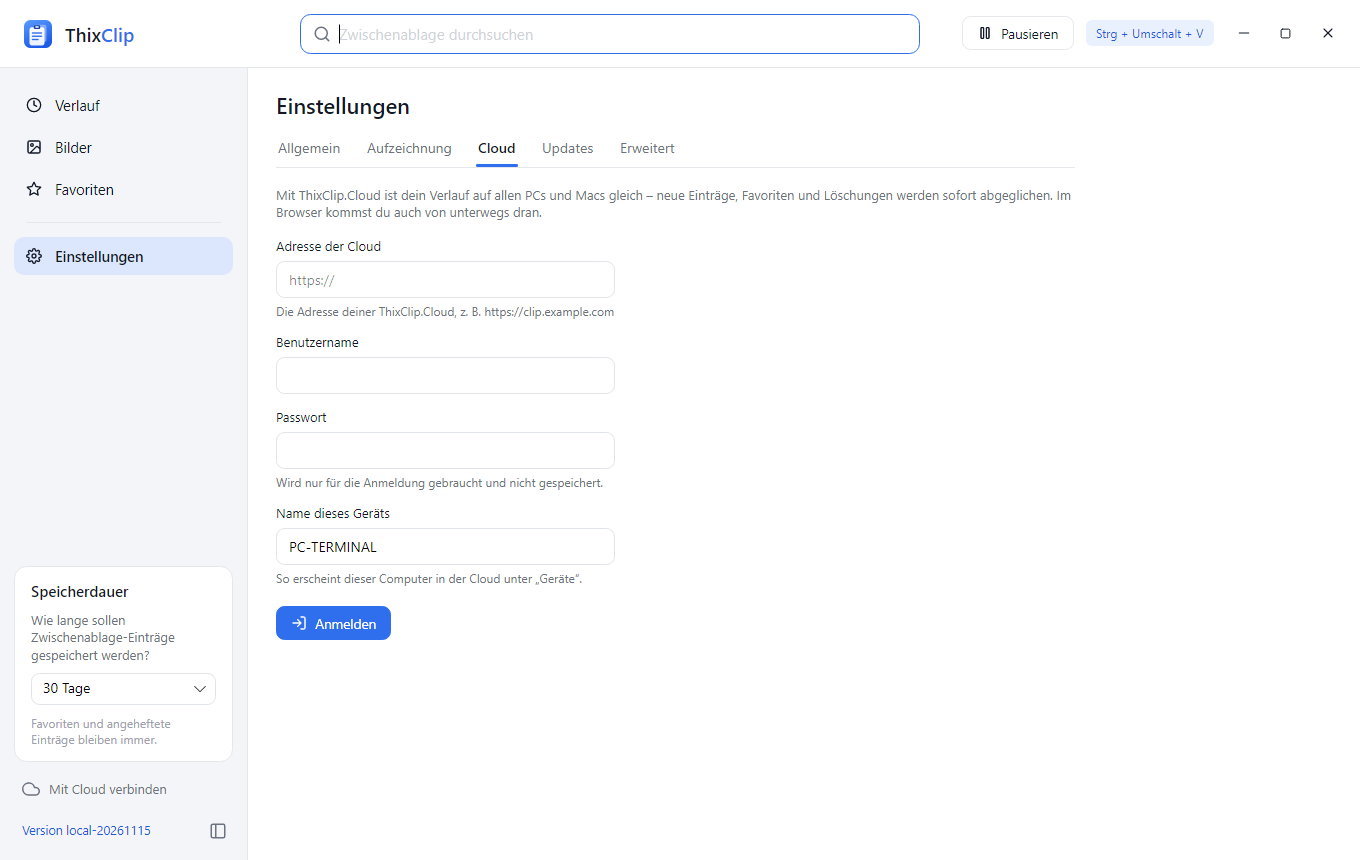 ThixClip
Zwischenablage durchsuchen
Pausieren
Strg + Umschalt + V
Verlauf
Bilder
Favoriten
Einstellungen
Einstellungen
Allgemein Aufzeichnung Cloud Updates Erweitert
Mit ThixClip.Cloud ist dein Verlauf auf allen PCs und Macs gleich – neue Einträge, Favoriten und Löschungen werden sofort abgeglichen. Im
Browser kommst du auch von unterwegs dran.
Adresse der Cloud
https://
Die Adresse deiner ThixClip.Cloud, z. B. https://clip.example.com
Benutzername
Passwort
Wird nur für die Anmeldung gebraucht und nicht gespeichert.
Name dieses Geräts
PC-TERMINAL
So erscheint dieser Computer in der Cloud unter „Geräte“.
Anmelden
Speicherdauer
Wie lange sollen
Zwischenablage-Einträge
gespeichert werden?
30 Tage
Favoriten und angeheftete
Einträge bleiben immer.
Mit Cloud verbinden
Version local-20261115